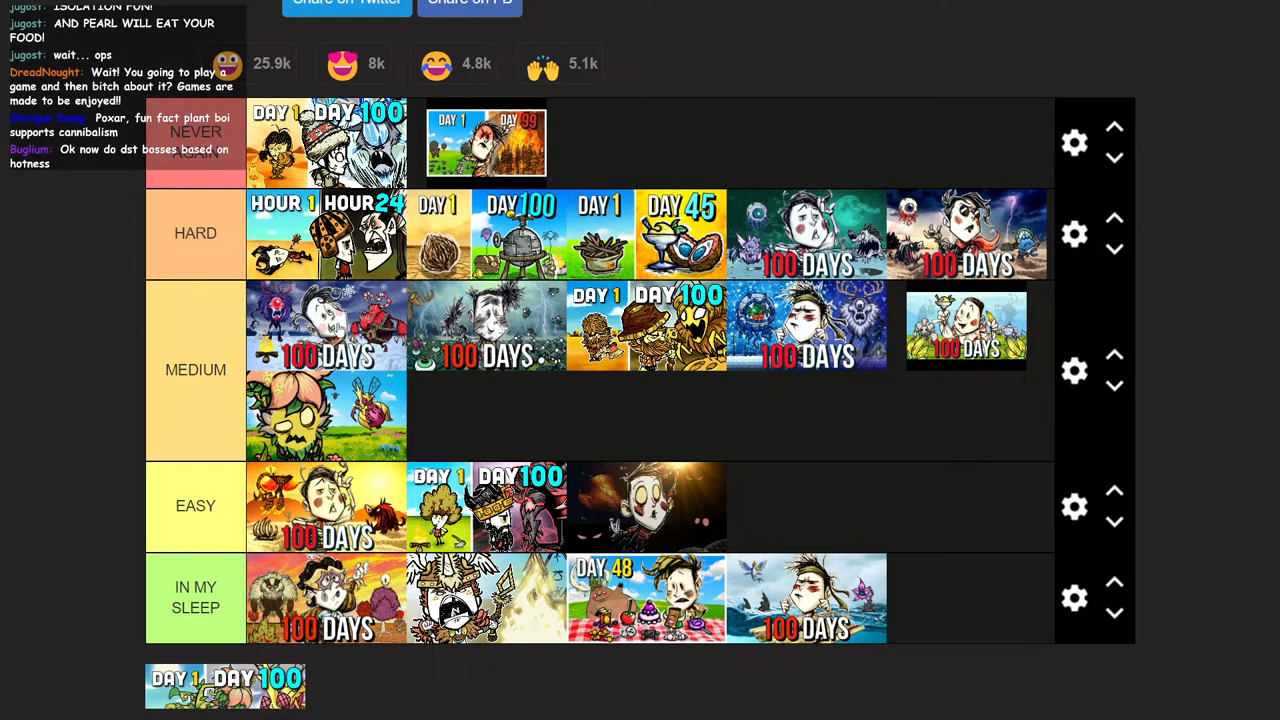 Share on Twitter Share on FB
jugost: ISOLATION FUN!
jugost: AND PEARL WILL EAT YOUR
FOOD!
jugost: wait... ops
DreadNought: Wait! You going to play a
game and then bitch about it? Games are
made to be enjoyed!!
Shotgun Dawg: Poxar, fun fact plant boi
supports cannibalism
Buglium: Ok now do dst bosses based on
hotness
25.9k 8k 4.8k 5.1k
NEVER
AGAIN
DAY 1 DAY 100
DAY 1 DAY 99
HARD
HOUR 1 HOUR 24
DAY 1 DAY 100
DAY 1 DAY 45
100 DAYS
100 DAYS
MEDIUM
100 DAYS
100 DAYS
DAY 1 DAY 100
100 DAYS
100 DAYS
EASY
100 DAYS
DAY 1 DAY 100
IN MY
SLEEP
100 DAYS
DAY 48
100 DAYS
DAY 1 DAY 100